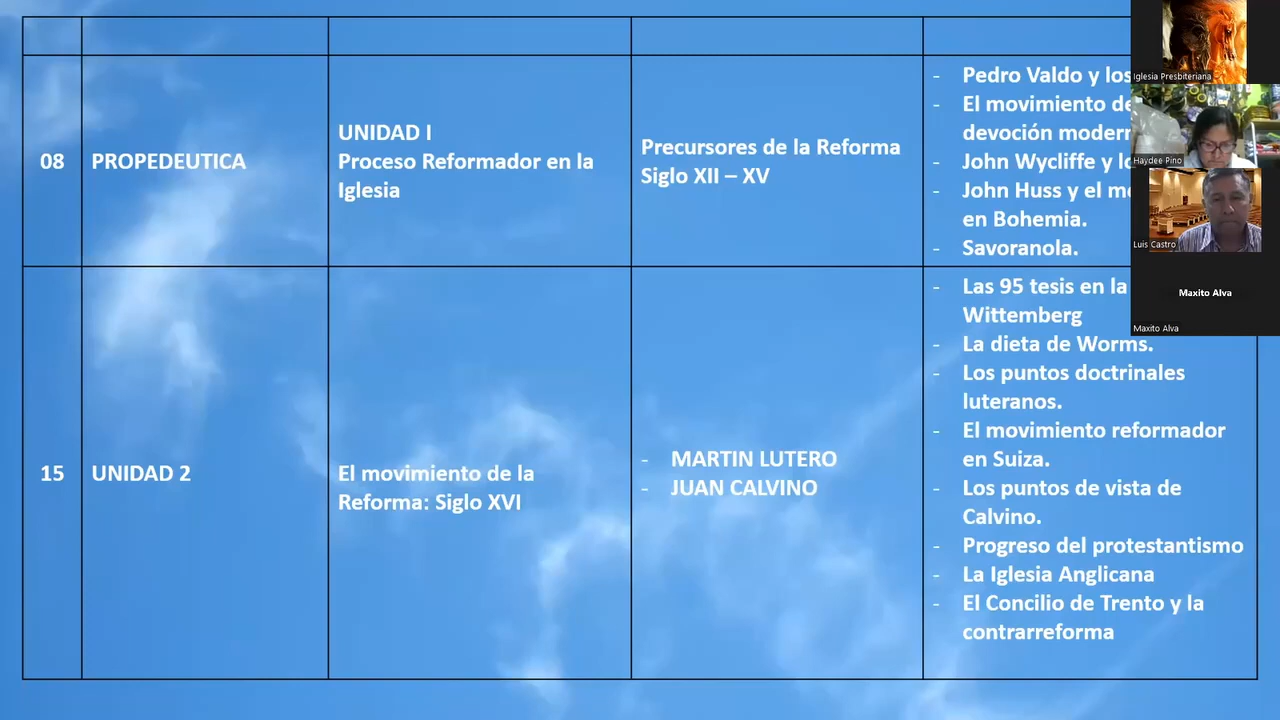 08
PROPEDEUTICA
UNIDAD I
Proceso Reformador en la
Iglesia
Precursores de la Reforma
Siglo XII – XV
- Pedro Valdo y los
- El movimiento
devoción
- John Wycliffe y
- John Huss y el
en Bohemia.
- Savoranola.
15
UNIDAD 2
El movimiento de la
Reforma: Siglo XVI
- MARTIN LUTERO
- JUAN CALVINO
- Las 95 tesis en la
Wittemberg
- La dieta de Worms.
- Los puntos doctrinales
luteranos.
- El movimiento reformador
en Suiza.
- Los puntos de vista de
Calvino.
- Progreso del protestantismo
- La Iglesia Anglicana
- El Concilio de Trento y la
contrarreforma
Iglesia Presbiteriana
Haydee Pino
Luis Castro
Maxito Alva
Maxito Alva